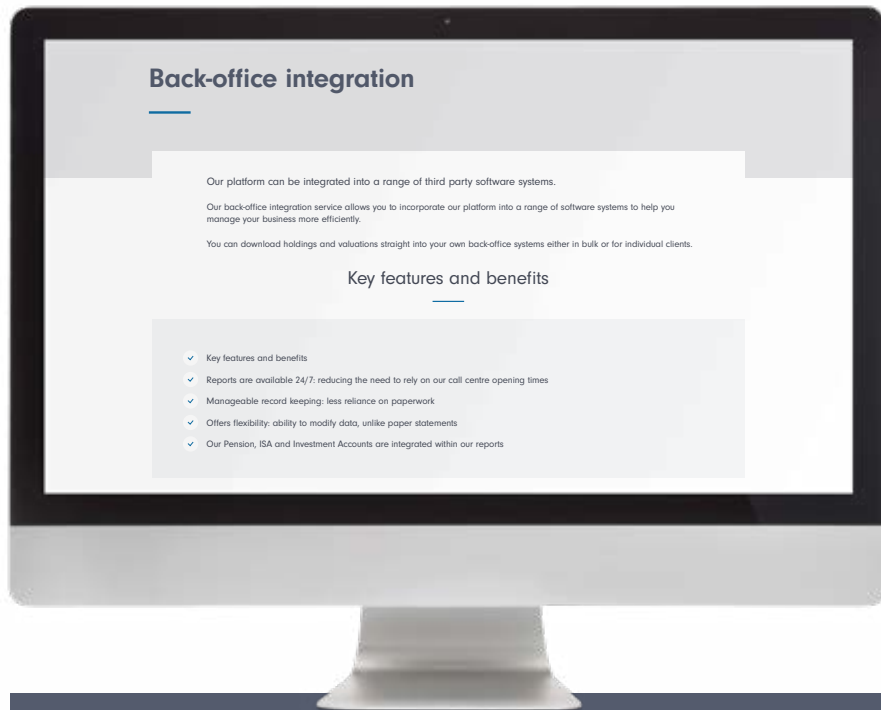 Back-office integration
Our platform can be integrated into a range of third party software systems.
Our back-office integration service allows you to incorporate our platform into a range of software systems to help you
manage your business more efficiently.
You can download holdings and valuations straight into your own back-office systems either in bulk or for individual clients.
Key features and benefits
Key features and benefits
Reports are available 24/7: reducing the need to rely on our call centre opening times
Manageable record keeping: less reliance on paperwork
Offers flexibility: ability to modify data, unlike paper statements
Our Pension, ISA and Investment Accounts are integrated within our reports